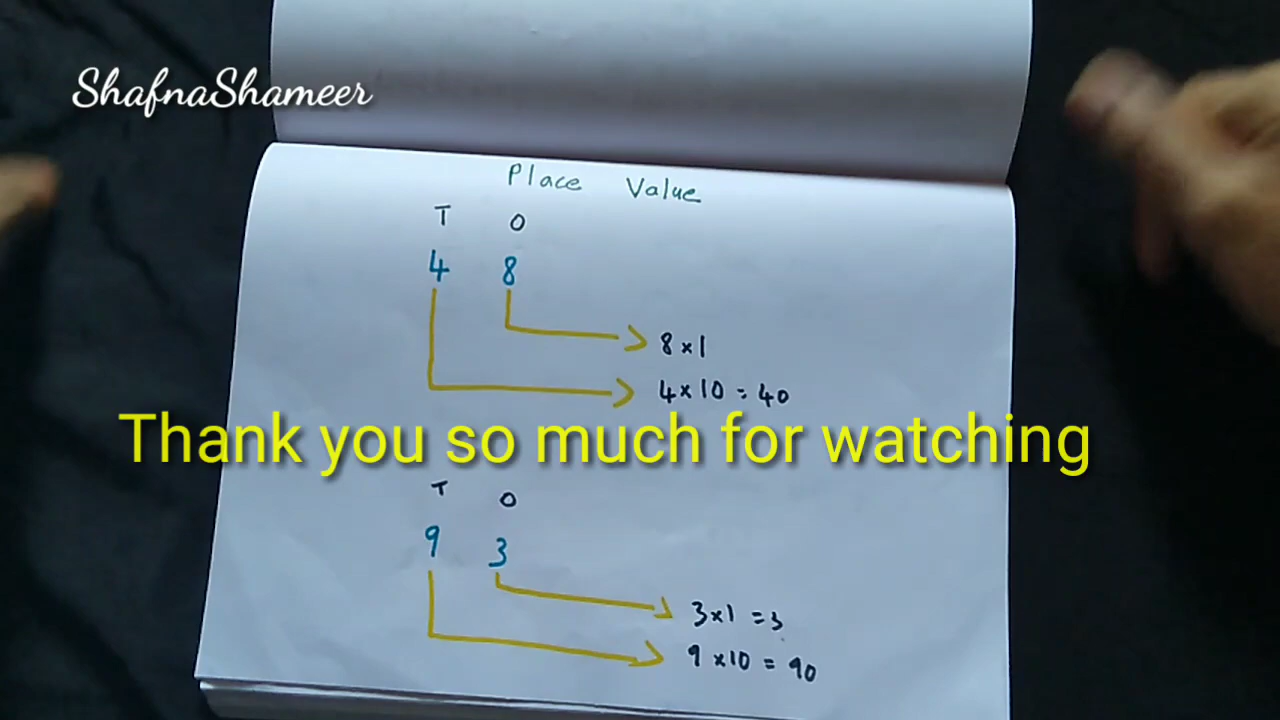 ShafnaShameer
Place Value
T O
4 8
8×1
4×10 = 40
Thank you so much for watching
T O
9 3
3×1 = 3
9×10 = 90